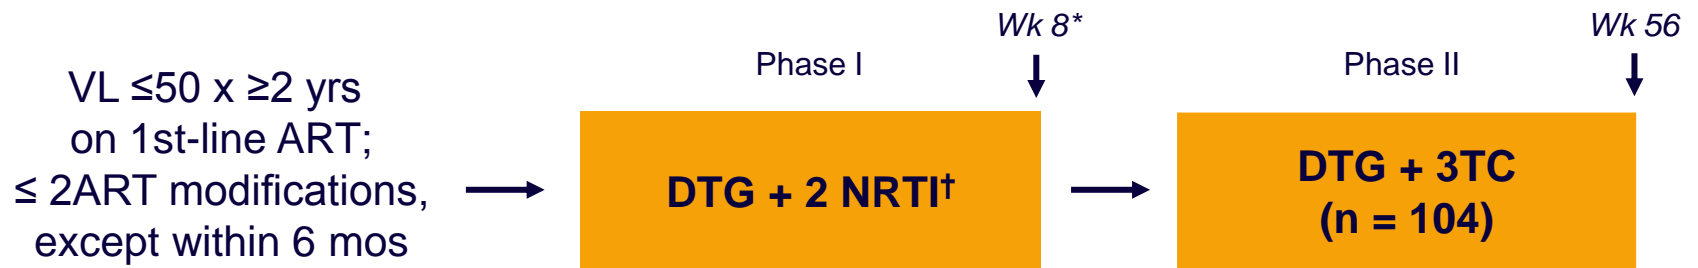 VL ≤50 x ≥2 yrs
on 1st-line ART;
≤ 2ART modifications,
except within 6 mos
Phase I
Wk 8*
DTG + 2 NRTI†
Phase II
Wk 56
DTG + 3TC
(n = 104)